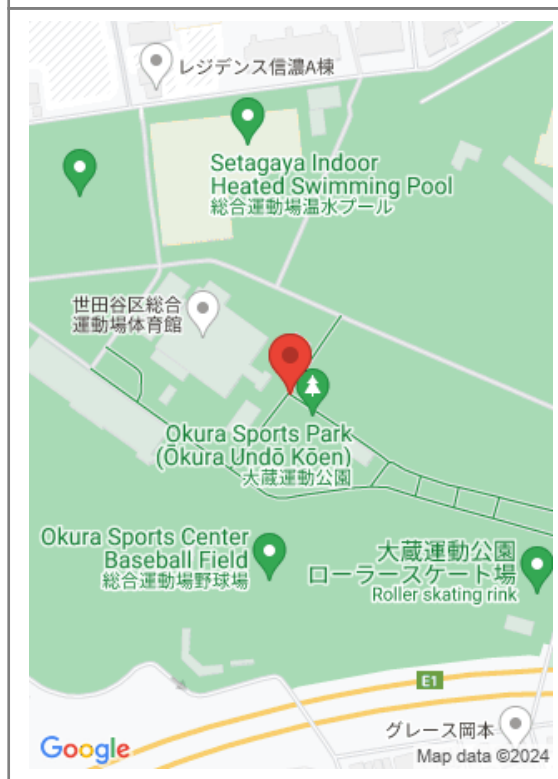 レジデンス信濃A棟
Setagaya Indoor
Heated Swimming Pool
総合運動場温水プール
世田谷区総合
運動場体育館
Okura Sports Park
(Ōkura Undō Kōen)
大蔵運動公園
Okura Sports Center
Baseball Field
総合運動場野球場
大蔵運動公園
ローラースケート場
Roller skating rink
E1
グレース岡本
Google
Map data ©2024